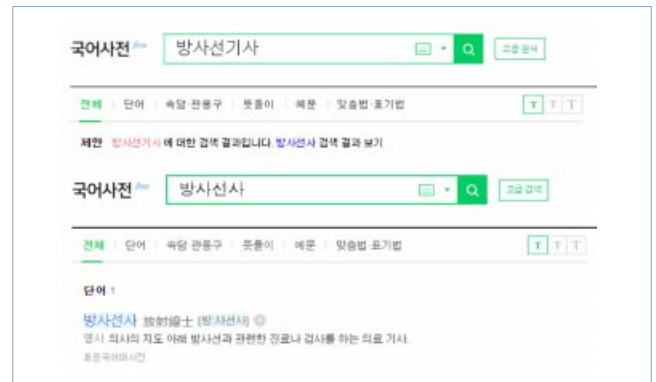 국어사전 방사선기사
전체 단어 속담·관용구 뜻풀이 예문 맞춤법·표기법 T T T
제안 방사선기사에 대한 검색 결과입니다. 방사선사 검색 결과 보기
국어사전 방사선사 고급 검색
전체 단어 속담·관용구 뜻풀이 예문 맞춤법·표기법 T T T
단어 1
방사선사 放射線士 [방:사선사]
명사 의사의 지도 아래 방사선과 관련한 진료나 검사를 하는 의료 기사.
표준국어대사전